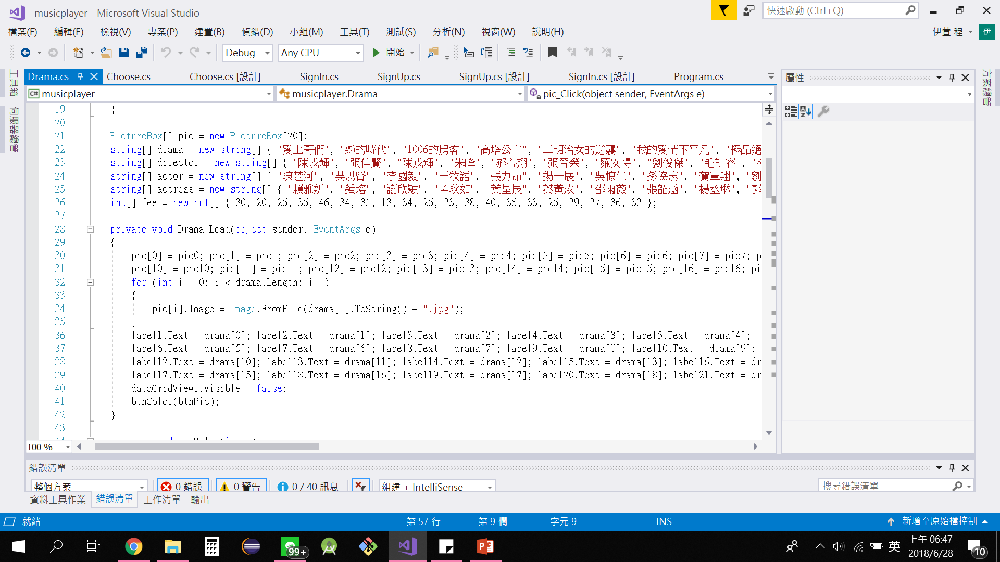 musicplayer - Microsoft Visual Studio
快速啟動 (Ctrl+Q)
檔案(F) 編輯(E) 檢視(V) 專案(P) 建置(B) 偵錯(D) 小組(M) 工具(T) 測試(S) 分析(N) 視窗(W) 說明(H)
伊萱 程
伊
Debug Any CPU 開始
工具箱
伺服器總管
Drama.cs Choose.cs Choose.cs [設計] SignIn.cs SignUp.cs SignUp.cs [設計] SignIn.cs [設計] Program.cs
屬性
方案總管
musicplayer musicplayer.Drama pic_Click(object sender, EventArgs e)
19 }
20
21 PictureBox[] pic = new PictureBox[20];
22 string[] drama = new string[] { "愛上哥們", "姊的時代", "1006的房客", "高塔公主", "三明治女的逆襲", "我的愛情不平凡", "極品絕
23 string[] director = new string[] { "陳戎輝", "張佳賢", "陳戎輝", "朱峰", "郝心翔", "張晉榮", "羅安得", "劉俊傑", "毛訓容", "
24 string[] actor = new string[] { "陳楚河", "吳思賢", "李國毅", "王牧語", "張力昂", "揚一展", "吳慷仁", "孫協志", "賀軍翔", "劉
25 string[] actress = new string[] { "賴雅妍", "鍾瑤", "謝欣穎", "孟耿如", "葉星辰", "蔡黃汝", "邵雨薇", "張韶涵", "楊丞琳", "郭
26 int[] fee = new int[] { 30, 20, 25, 35, 46, 34, 35, 13, 34, 25, 23, 38, 40, 36, 33, 25, 29, 27, 36, 32 };
27
28 private void Drama_Load(object sender, EventArgs e)
29 {
30 pic[0] = pic0; pic[1] = pic1; pic[2] = pic2; pic[3] = pic3; pic[4] = pic4; pic[5] = pic5; pic[6] = pic6; pic[7] = pic7; p
31 pic[10] = pic10; pic[11] = pic11; pic[12] = pic12; pic[13] = pic13; pic[14] = pic14; pic[15] = pic15; pic[16] = pic16; pi
32 for (int i = 0; i < drama.Length; i++)
33 {
34 pic[i].Image = Image.FromFile(drama[i].ToString() + ".jpg");
35 }
36 label1.Text = drama[0]; label2.Text = drama[1]; label3.Text = drama[2]; label4.Text = drama[3]; label5.Text = drama[4];
37 label6.Text = drama[5]; label7.Text = drama[6]; label8.Text = drama[7]; label9.Text = drama[8]; label10.Text = drama[9];
38 label12.Text = drama[10]; label13.Text = drama[11]; label14.Text = drama[12]; label15.Text = drama[13]; label16.Text = dr
39 label17.Text = drama[15]; label18.Text = drama[16]; label19.Text = drama[17]; label20.Text = drama[18]; label21.Text = dr
40 dataGridView1.Visible = false;
41 btnColor(btnPic);
42 }
43
100 %
錯誤清單
整個方案 0 錯誤 0 警告 0 / 40 訊息 組建 + IntelliSense 搜尋錯誤清單
資料工具作業 錯誤清單 工作清單 輸出
就緒 第 57 行 第 9 欄 字元 9 INS 新增至原始檔控制
99+
英
上午 06:47
2018/6/28
10